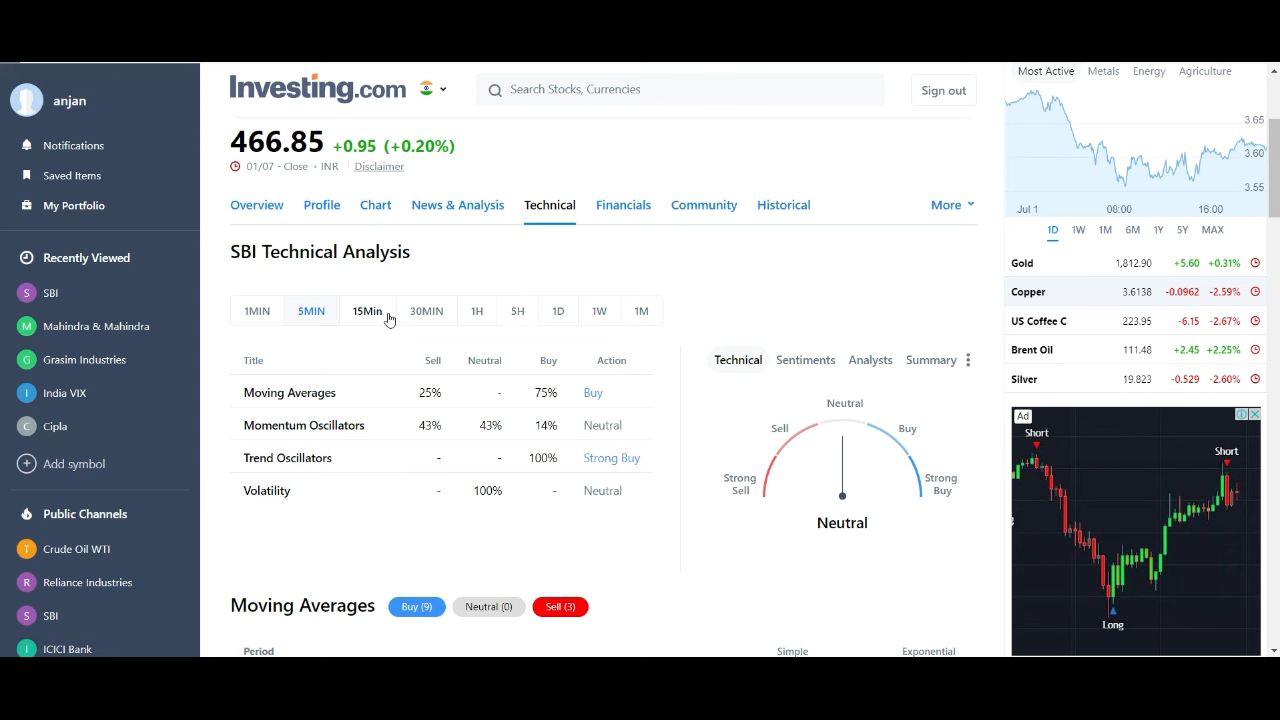 anjan
Notifications
Saved Items
My Portfolio
Recently Viewed
S SBI
M Mahindra & Mahindra
G Grasim Industries
I India VIX
C Cipla
Add symbol
Public Channels
T Crude Oil WTI
R Reliance Industries
S SBI
I ICICI Bank
Investing.com
Search Stocks, Currencies
Sign out
466.85 +0.95 (+0.20%)
01/07 - Close · INR Disclaimer
Overview Profile Chart News & Analysis Technical Financials Community Historical More
SBI Technical Analysis
1MIN 5MIN 15Min 30MIN 1H 5H 1D 1W 1M
Title Sell Neutral Buy Action
Moving Averages 25% - 75% Buy
Momentum Oscillators 43% 43% 14% Neutral
Trend Oscillators - - 100% Strong Buy
Volatility - 100% - Neutral
Technical Sentiments Analysts Summary
Neutral
Sell Buy
Strong Sell Strong Buy
Neutral
Moving Averages Buy (9) Neutral (0) Sell (3)
Period Simple Exponential
Most Active Metals Energy Agriculture
3.65
3.60
3.55
Jul 1 08:00 16:00
1D 1W 1M 6M 1Y 5Y MAX
Gold 1,812.90 +5.60 +0.31%
Copper 3.6138 -0.0962 -2.59%
US Coffee C 223.95 -6.15 -2.67%
Brent Oil 111.48 +2.45 +2.25%
Silver 19.823 -0.529 -2.60%
Ad
Short
Short
Long